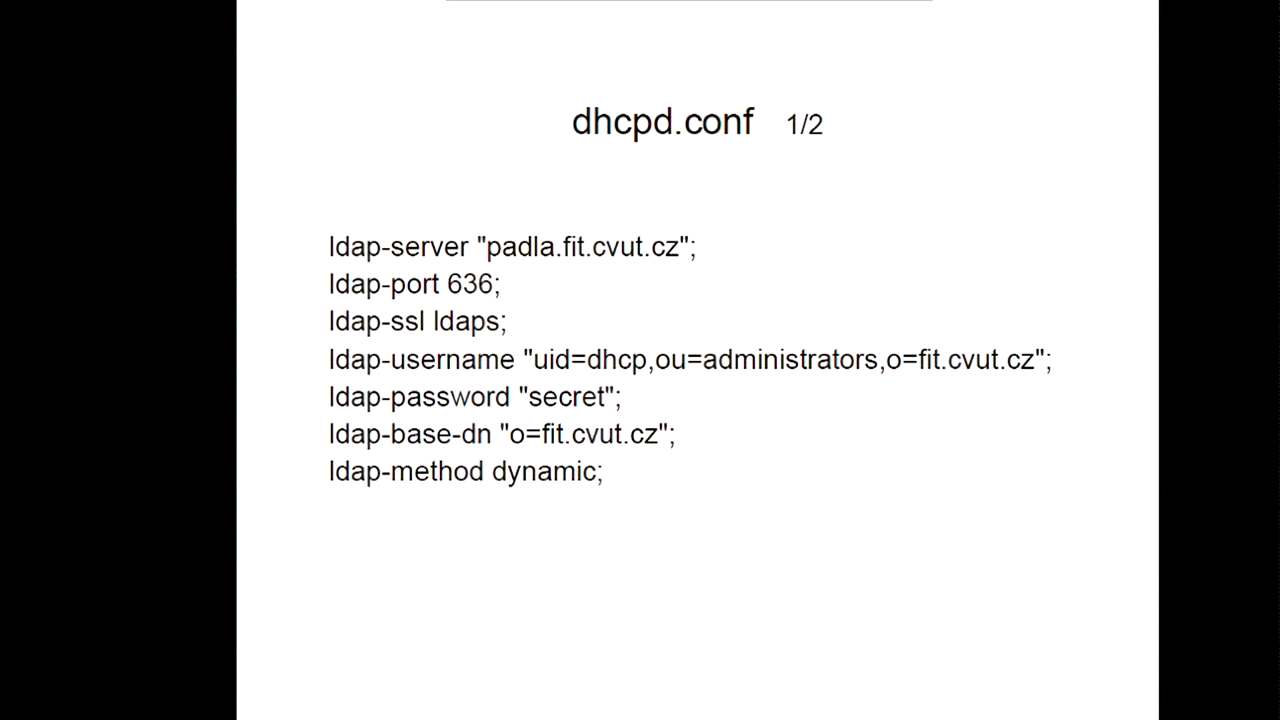 dhcpd.conf 1/2
ldap-server "padla.fit.cvut.cz";
ldap-port 636;
ldap-ssl ldaps;
ldap-username "uid=dhcp,ou=administrators,o=fit.cvut.cz";
ldap-password "secret";
ldap-base-dn "o=fit.cvut.cz";
ldap-method dynamic;